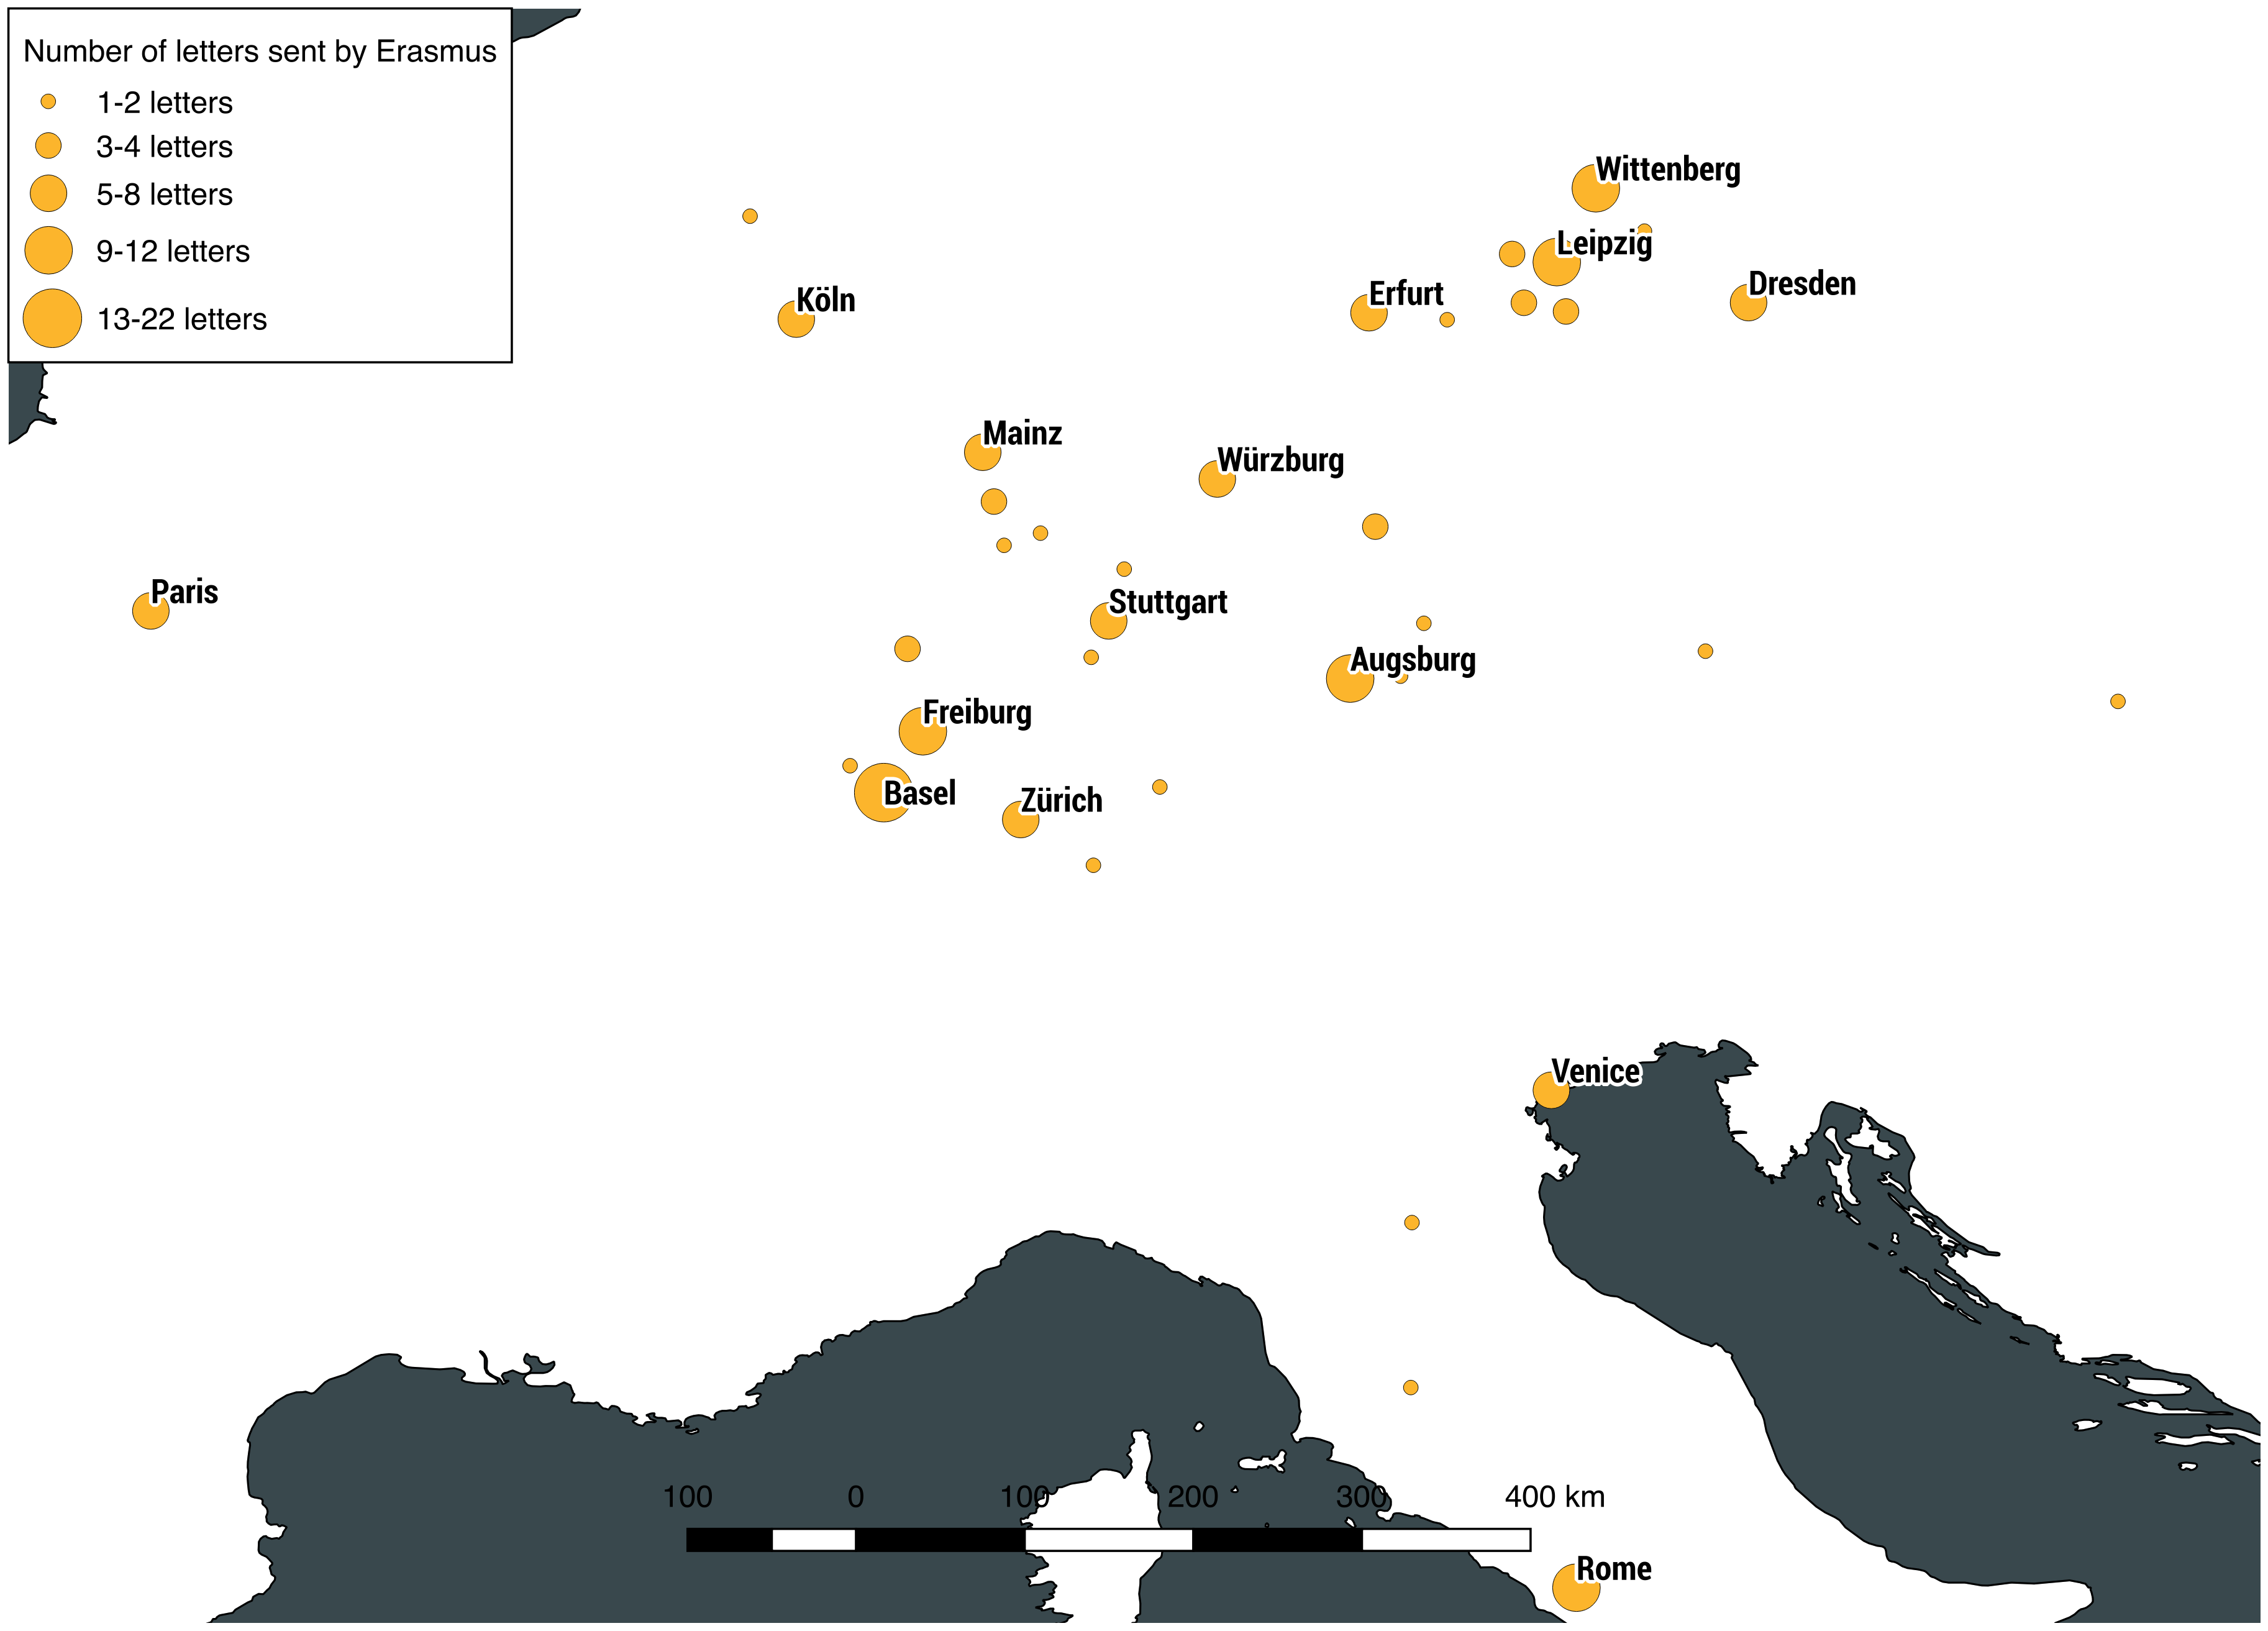 Number of letters sent by Erasmus
1-2 letters
3-4 letters
5-8 letters
9-12 letters
13-22 letters
Wittenberg
Leipzig
Dresden
Erfurt
Köln
Mainz
Würzburg
Paris
Stuttgart
Augsburg
Freiburg
Basel
Zürich
Venice
100 0 100 200 300 400 km
Rome